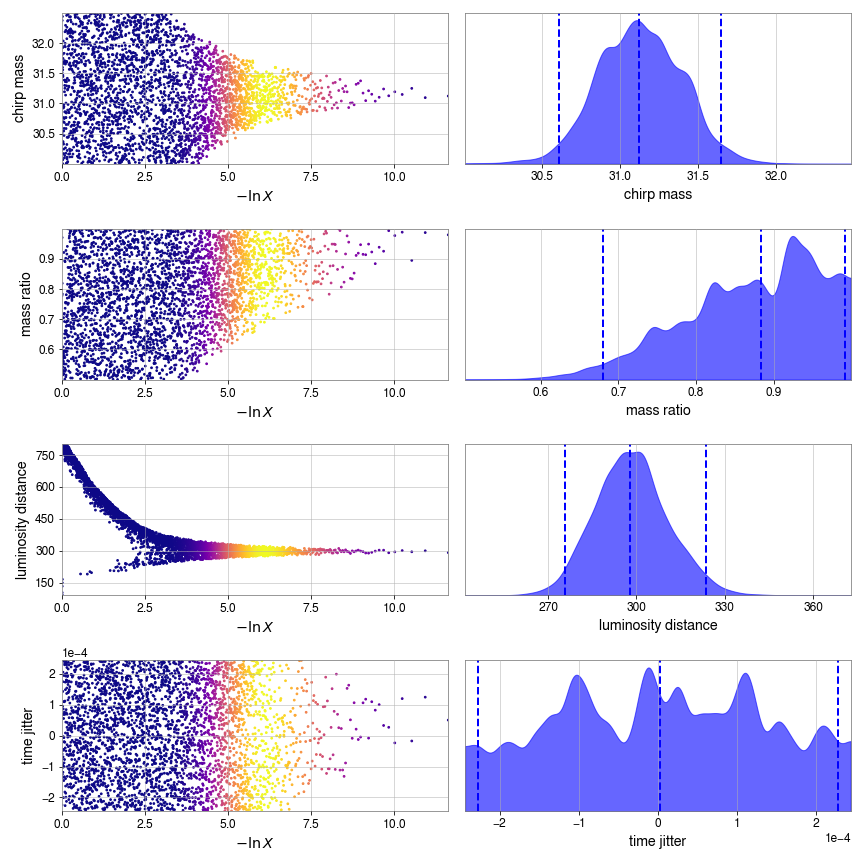 chirp mass
32.0
31.5
31.0
30.5
0.0 2.5 5.0 7.5 10.0
−ln X
30.5 31.0 31.5 32.0
chirp mass
mass ratio
0.9
0.8
0.7
0.6
0.0 2.5 5.0 7.5 10.0
−ln X
0.6 0.7 0.8 0.9
mass ratio
luminosity distance
750
600
450
300
150
0.0 2.5 5.0 7.5 10.0
−ln X
270 300 330 360
luminosity distance
1e−4
time jitter
2
1
0
−1
−2
0.0 2.5 5.0 7.5 10.0
−ln X
−2 −1 0 1 2
1e−4
time jitter